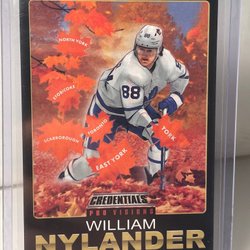 NORTH YORK
ETOBICOKE
88
SCARBOROUGH
TORONTO
YORK
EAST YORK
CREDENTIALS
PRO VISIONS
WILLIAM
NYLANDER